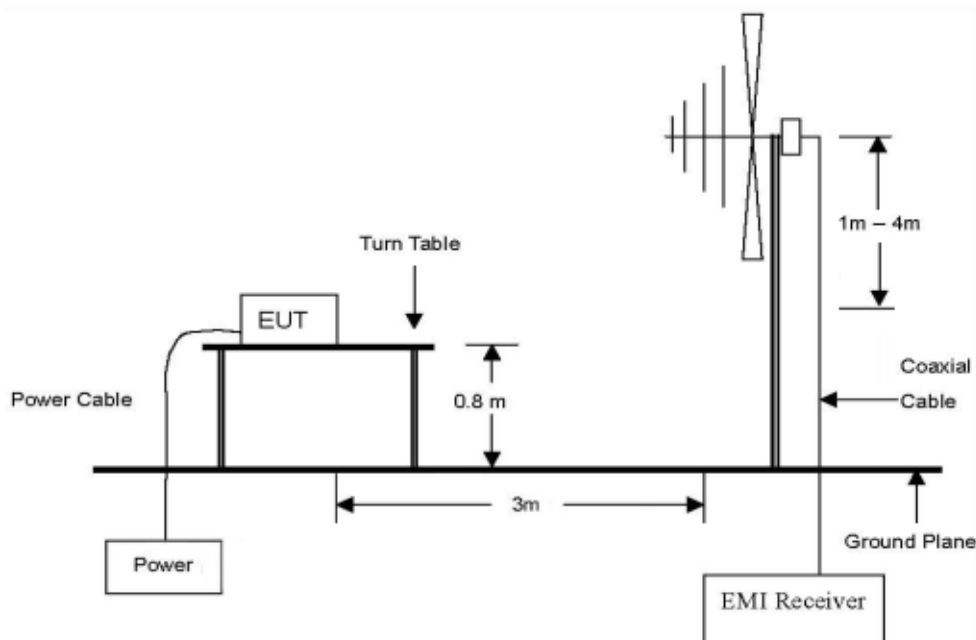 1m – 4m
Turn Table
EUT
Power Cable
0.8 m
Coaxial
Cable
3m
Ground Plane
Power
EMI Receiver